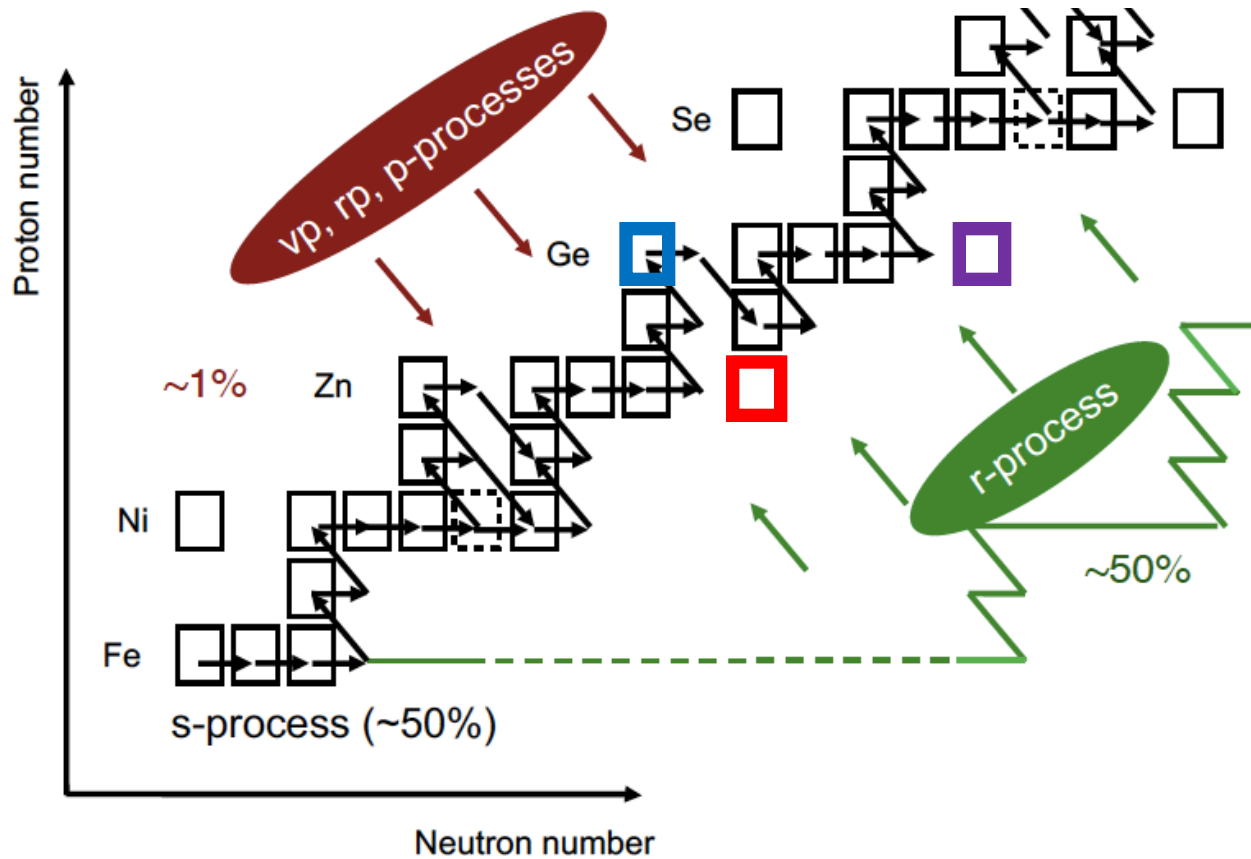 Proton number
νp, rp, p-processes
Se
Ge
~1%
Zn
r-process
Ni
~50%
Fe
s-process (~50%)
Neutron number